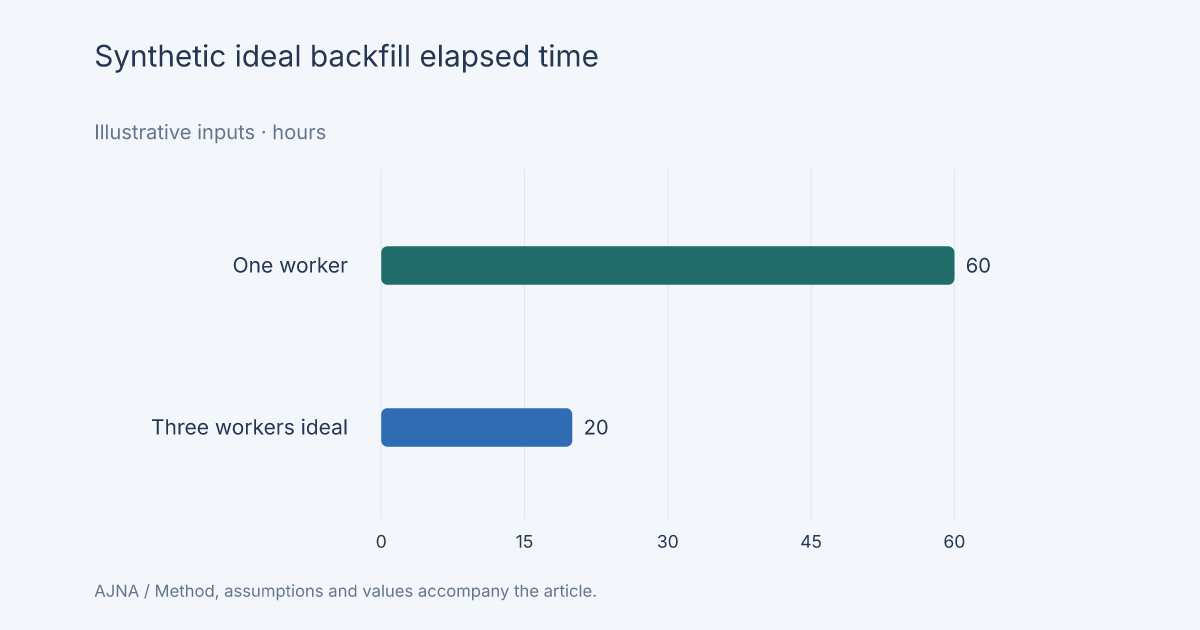 Synthetic ideal backfill elapsed time
Illustrative inputs · hours
One worker
60
Three workers ideal
20
0 15 30 45 60
AJNA / Method, assumptions and values accompany the article.